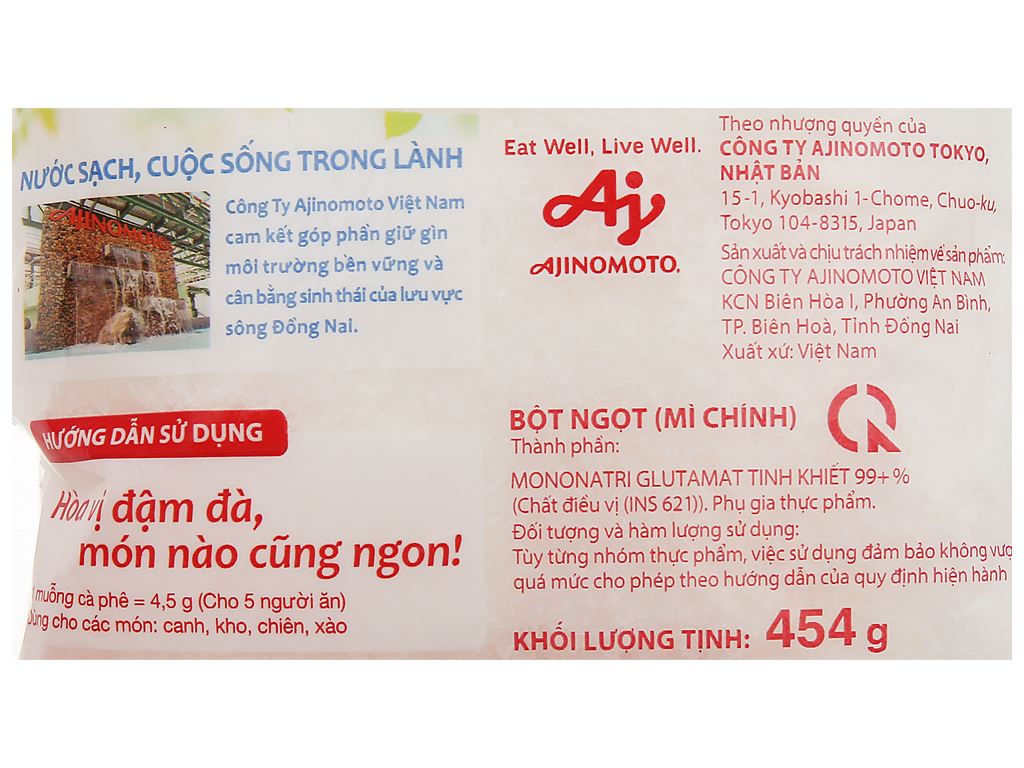 NƯỚC SẠCH, CUỘC SỐNG TRONG LÀNH
AJINOMOTO
Công Ty Ajinomoto Việt Nam
cam kết góp phần giữ gìn
môi trường bền vững và
cân bằng sinh thái của lưu vực
sông Đồng Nai.
HƯỚNG DẪN SỬ DỤNG
Hòa vị đậm đà,
món nào cũng ngon!
muỗng cà phê = 4,5 g (Cho 5 người ăn)
Dùng cho các món: canh, kho, chiên, xào
Eat Well, Live Well.
Aj
AJINOMOTO.
Theo nhượng quyền của
CÔNG TY AJINOMOTO TOKYO,
NHẬT BẢN
15-1, Kyobashi 1-Chome, Chuo-ku,
Tokyo 104-8315, Japan
Sản xuất và chịu trách nhiệm về sản phẩm:
CÔNG TY AJINOMOTO VIỆT NAM
KCN Biên Hòa I, Phường An Bình,
TP. Biên Hoà, Tỉnh Đồng Nai
Xuất xứ: Việt Nam
BỘT NGỌT (MÌ CHÍNH)
Thành phần:
MONONATRI GLUTAMAT TINH KHIẾT 99+ %
(Chất điều vị (INS 621)). Phụ gia thực phẩm.
Đối tượng và hàm lượng sử dụng:
Tùy từng nhóm thực phẩm, việc sử dụng đảm bảo không
quá mức cho phép theo hướng dẫn của quy định hiện hành
KHỐI LƯỢNG TỊNH: 454 g